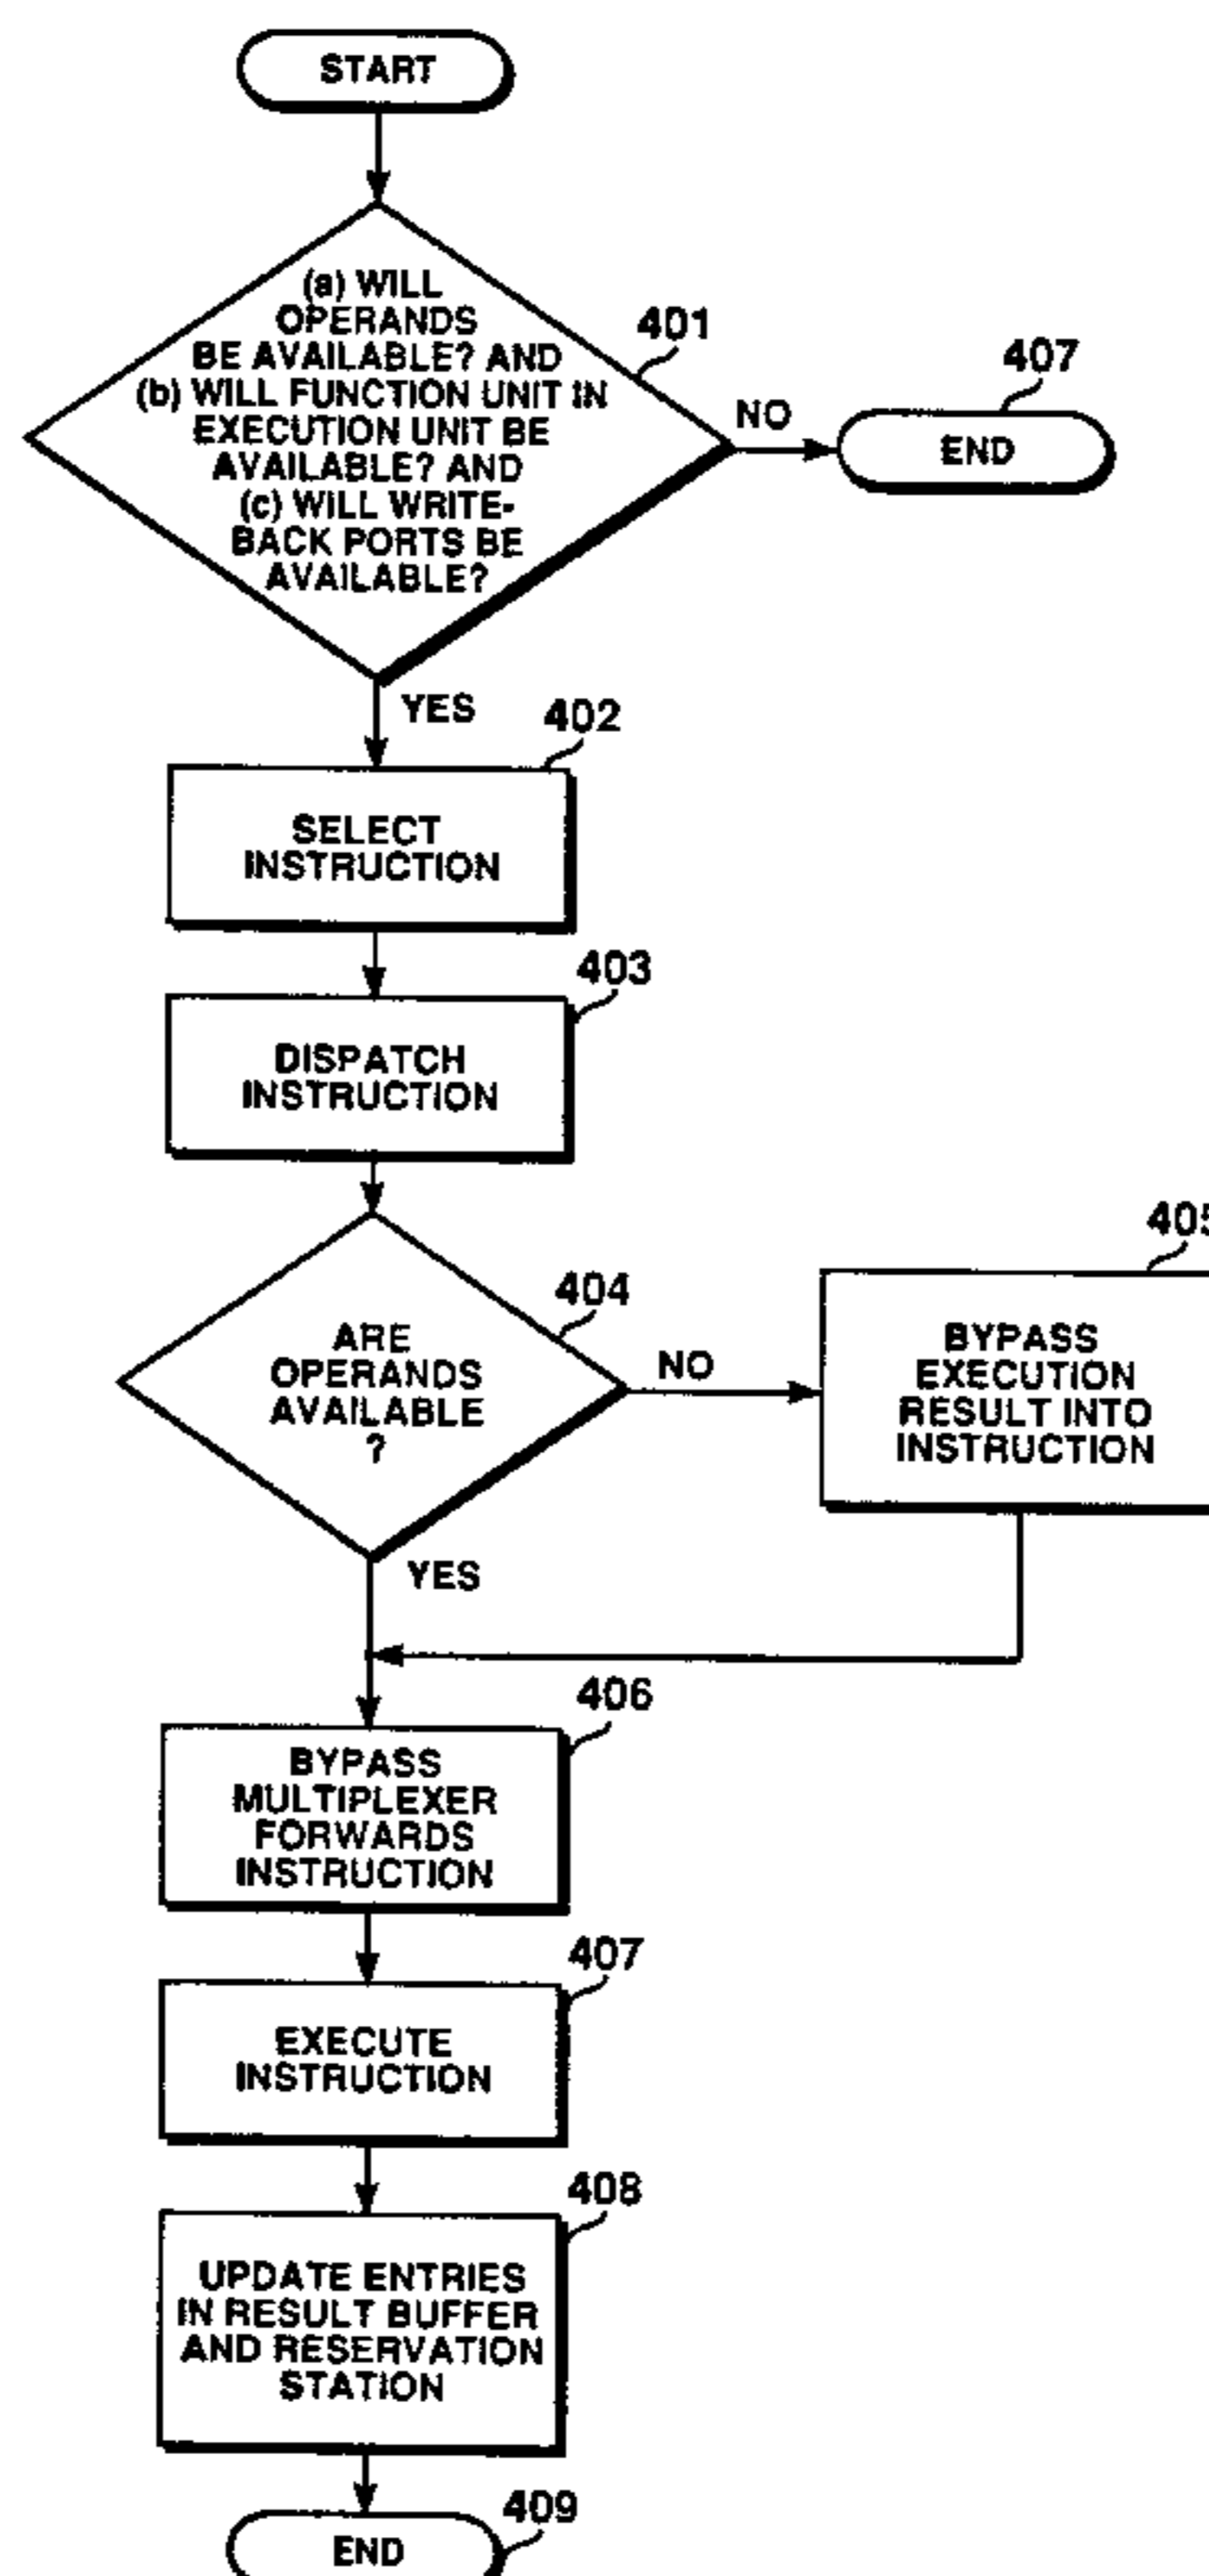 START
(a) WILL
OPERANDS
BE AVAILABLE? AND
(b) WILL FUNCTION UNIT IN
EXECUTION UNIT BE
AVAILABLE? AND
(c) WILL WRITE-
BACK PORTS BE
AVAILABLE?
401
NO
407
END
YES
402
SELECT
INSTRUCTION
403
DISPATCH
INSTRUCTION
404
ARE
OPERANDS
AVAILABLE
?
NO
405
BYPASS
EXECUTION
RESULT INTO
INSTRUCTION
YES
406
BYPASS
MULTIPLEXER
FORWARDS
INSTRUCTION
407
EXECUTE
INSTRUCTION
408
UPDATE ENTRIES
IN RESULT BUFFER
AND RESERVATION
STATION
409
END